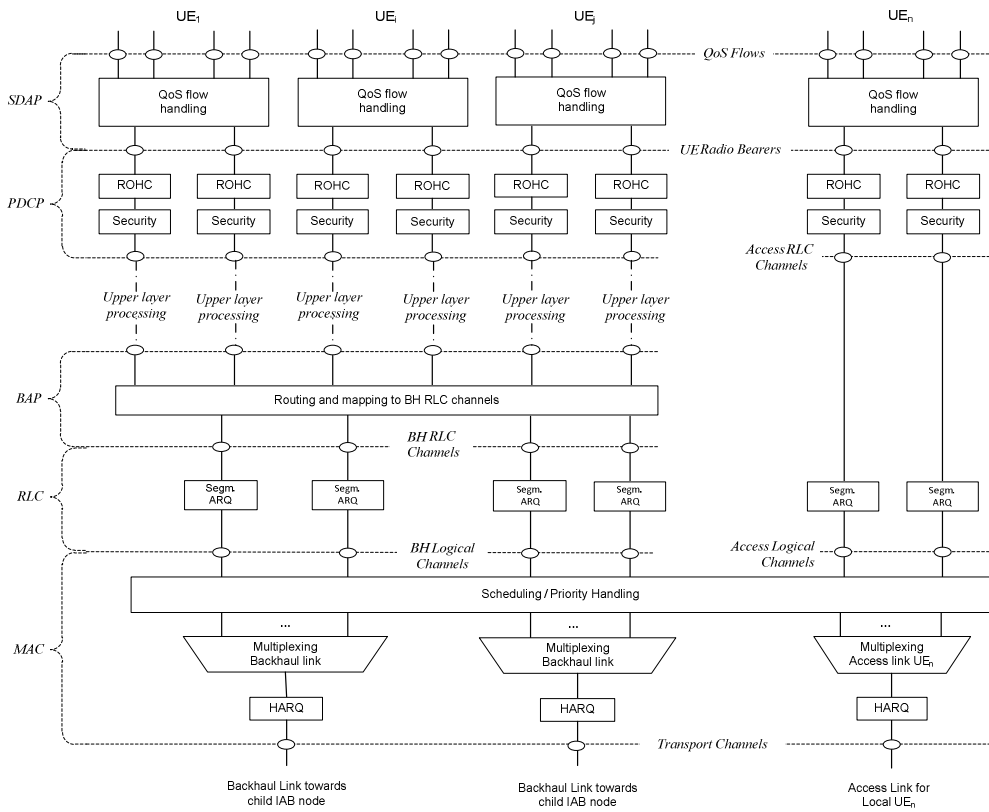 UE1 UEi UEj UEn
QoS Flows
SDAP
QoS flow
handling
QoS flow
handling
QoS flow
handling
QoS flow
handling
UE Radio Bearers
PDCP
ROHC ROHC ROHC ROHC ROHC ROHC ROHC ROHC
Security Security Security Security Security Security Security Security
Access RLC
Channels
Upper layer
processing
Upper layer
processing
Upper layer
processing
Upper layer
processing
Upper layer
processing
Upper layer
processing
BAP
Routing and mapping to BH RLC channels
BH RLC
Channels
RLC
Segm.
ARQ
Segm.
ARQ
Segm.
ARQ
Segm.
ARQ
Segm.
ARQ
Segm.
ARQ
BH Logical
Channels
Access Logical
Channels
MAC
Scheduling / Priority Handling
... ... ...
Multiplexing
Backhaul link
Multiplexing
Backhaul link
Multiplexing
Access link UEn
HARQ HARQ HARQ
Transport Channels
Backhaul Link towards
child IAB node
Backhaul Link towards
child IAB node
Access Link for
Local UEn